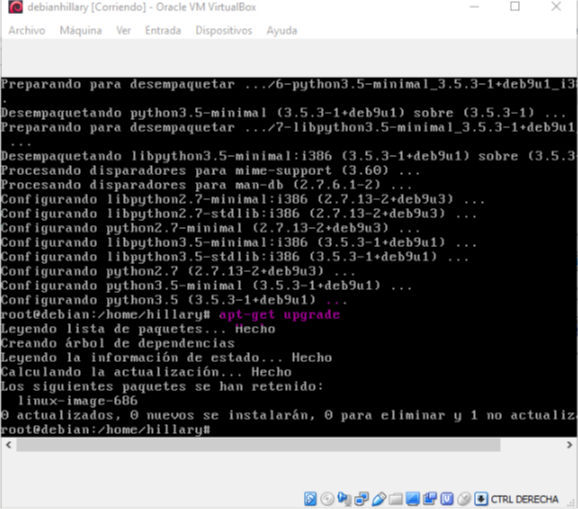 debianhillary [Corriendo] - Oracle VM VirtualBox
Archivo Máquina Ver Entrada Dispositivos Ayuda
Preparando para desempaquetar .../6-python3.5-minimal_3.5.3-1+deb9u1_i3
.
Desempaquetando python3.5-minimal (3.5.3-1+deb9u1) sobre (3.5.3-1) ...
Preparando para desempaquetar .../7-libpython3.5-minimal_3.5.3-1+deb9u1
...
Desempaquetando libpython3.5-minimal:i386 (3.5.3-1+deb9u1) sobre (3.5.3
Procesando disparadores para mime-support (3.60) ...
Procesando disparadores para man-db (2.7.6.1-2) ...
Configurando libpython2.7-minimal:i386 (2.7.13-2+deb9u3) ...
Configurando libpython2.7-stdlib:i386 (2.7.13-2+deb9u3) ...
Configurando python2.7-minimal (2.7.13-2+deb9u3) ...
Configurando libpython3.5-minimal:i386 (3.5.3-1+deb9u1) ...
Configurando libpython3.5-stdlib:i386 (3.5.3-1+deb9u1) ...
Configurando python2.7 (2.7.13-2+deb9u3) ...
Configurando python3.5-minimal (3.5.3-1+deb9u1) ...
Configurando python3.5 (3.5.3-1+deb9u1) ...
root@debian:/home/hillary# apt-get upgrade
Leyendo lista de paquetes... Hecho
Creando árbol de dependencias
Leyendo la información de estado... Hecho
Calculando la actualización... Hecho
Los siguientes paquetes se han retenido:
linux-image-686
0 actualizados, 0 nuevos se instalarán, 0 para eliminar y 1 no actualiz
root@debian:/home/hillary#
CTRL DERECHA